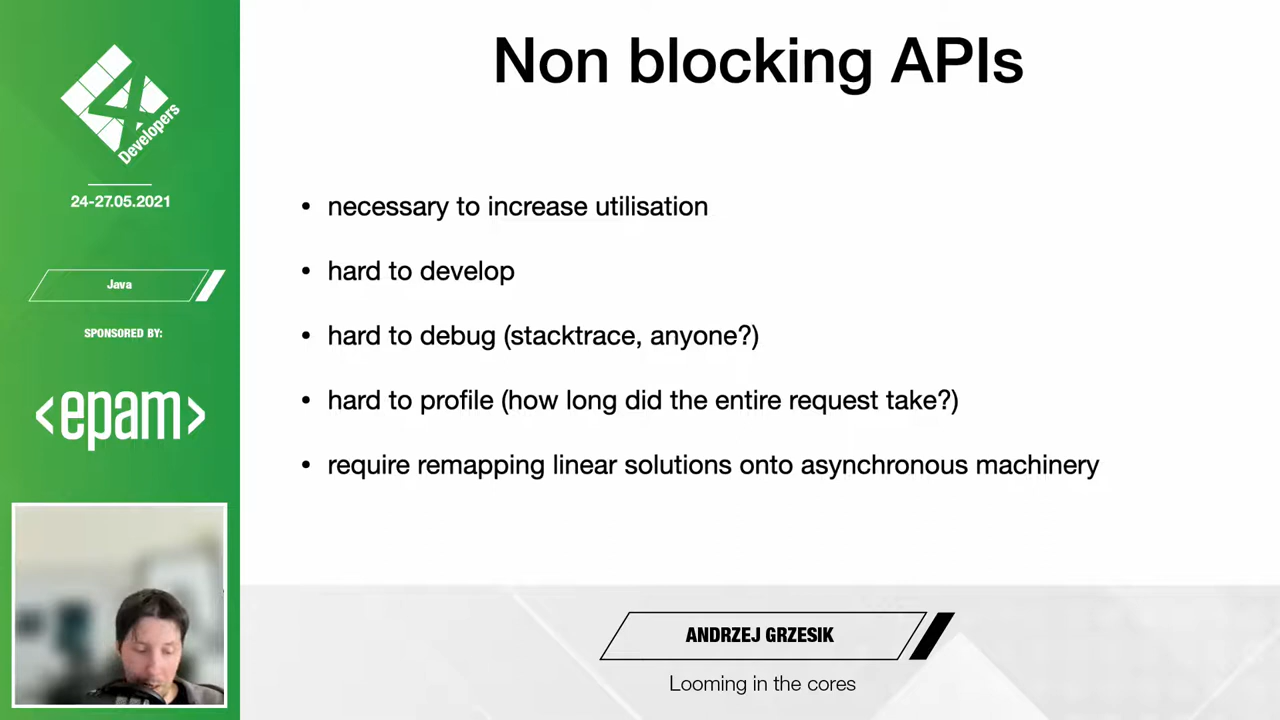 4
Developers
24-27.05.2021
Java
SPONSORED BY:
<epam>
Non blocking APIs
• necessary to increase utilisation
• hard to develop
• hard to debug (stacktrace, anyone?)
• hard to profile (how long did the entire request take?)
• require remapping linear solutions onto asynchronous machinery
ANDRZEJ GRZESIK
Looming in the cores